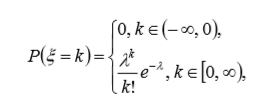 P(ξ = k) = { 0, k ∈ (−∞, 0),
λ^k / k! e^{−λ}, k ∈ [0, ∞),